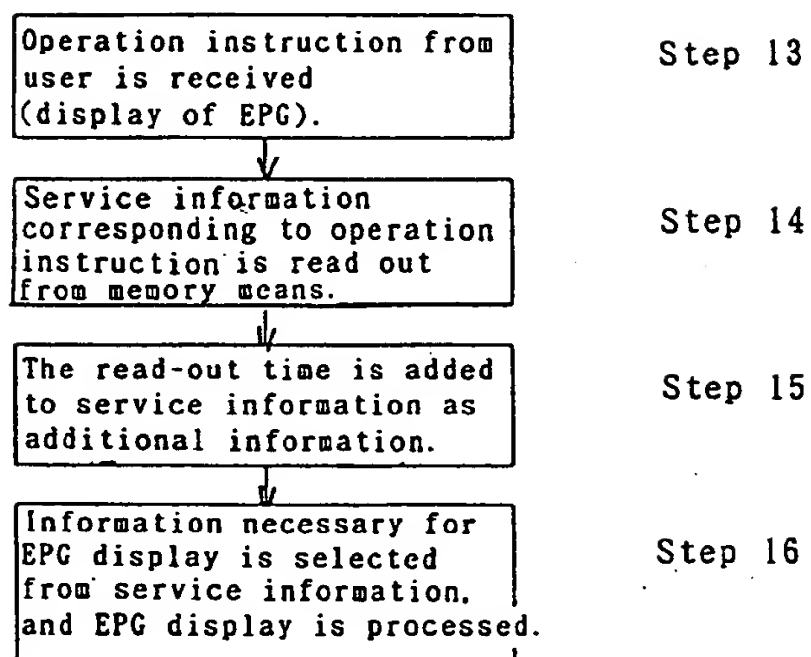 Operation instruction from
user is received
(display of EPG).
Step 13
Service information
corresponding to operation
instruction is read out
from memory means.
Step 14
The read-out time is added
to service information as
additional information.
Step 15
Information necessary for
EPG display is selected
from service information,
and EPG display is processed.
Step 16